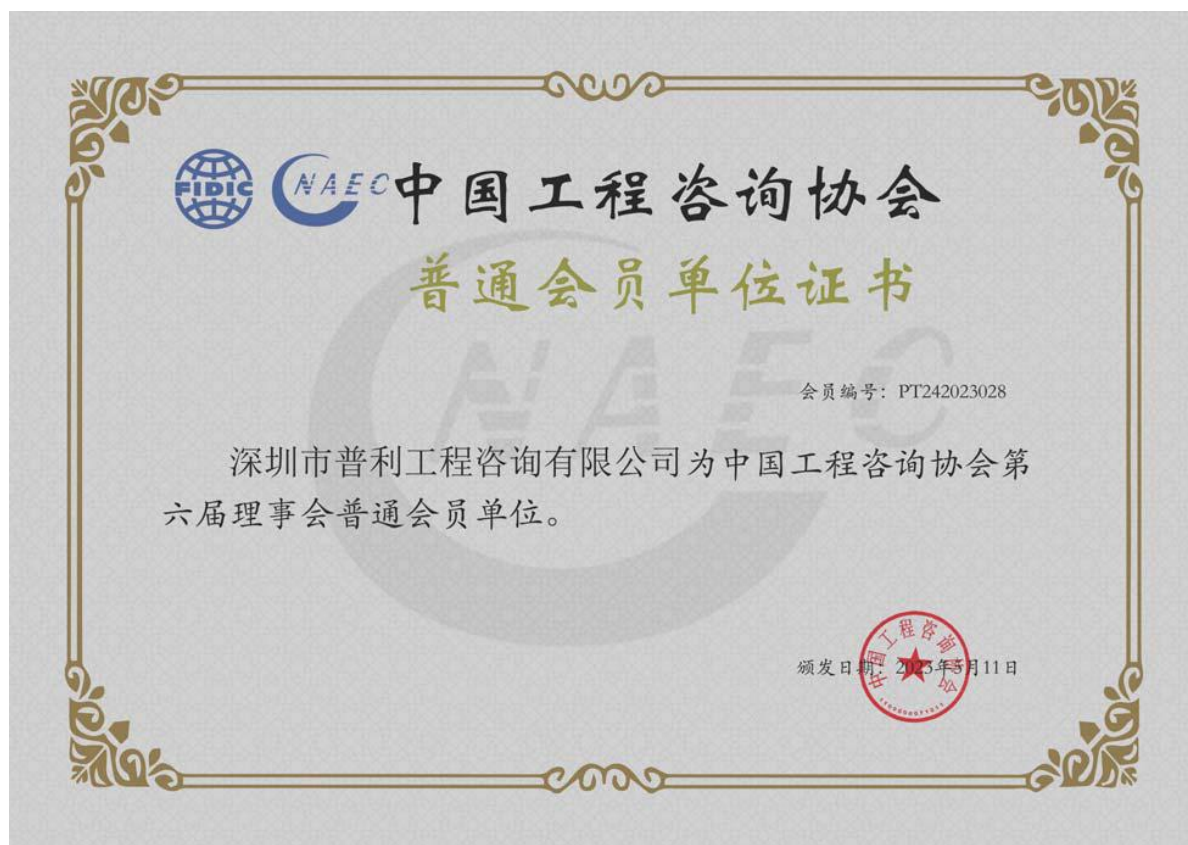 FIDIC
CNAEC
中国工程咨询协会
普通会员单位证书
CNAEC
会员编号：PT242023028
深圳市普利工程咨询有限公司为中国工程咨询协会第
六届理事会普通会员单位。
颁发日期：2023年5月11日
中国工程咨询协会